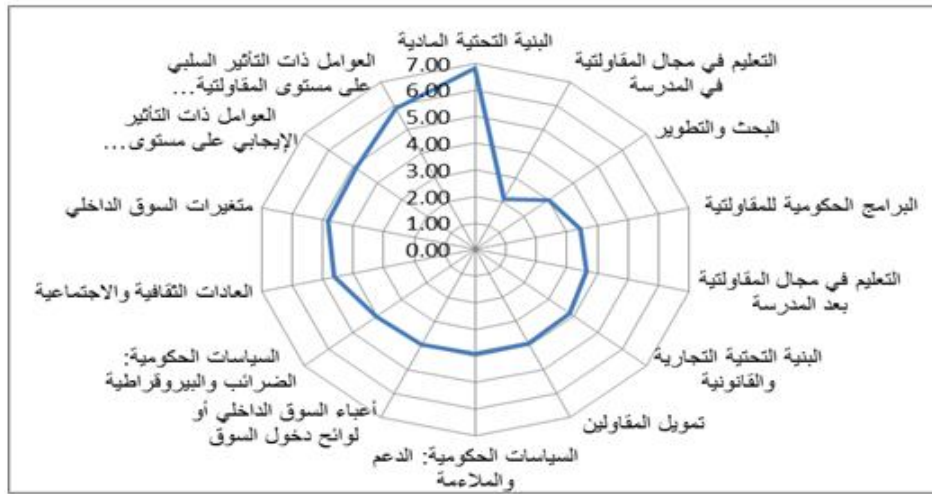 البنية التحتية المادية
التعليم في مجال المقاولتية
في المدرسة
البحث والتطوير
البرامج الحكومية للمقاولتية
التعليم في مجال المقاولتية
بعد المدرسة
البنية التحتية التجارية
والقانونية
تمويل المقاولين
السياسات الحكومية: الدعم
والملاءمة
أعباء السوق الداخلي أو
لوائح دخول السوق
السياسات الحكومية:
الضرائب والبيروقراطية
العادات الثقافية والاجتماعية
متغيرات السوق الداخلي
العوامل ذات التأثير
الإيجابي على مستوى...
العوامل ذات التأثير السلبي
على مستوى المقاولتية...
7.00
6.00
5.00
4.00
3.00
2.00
1.00
0.00